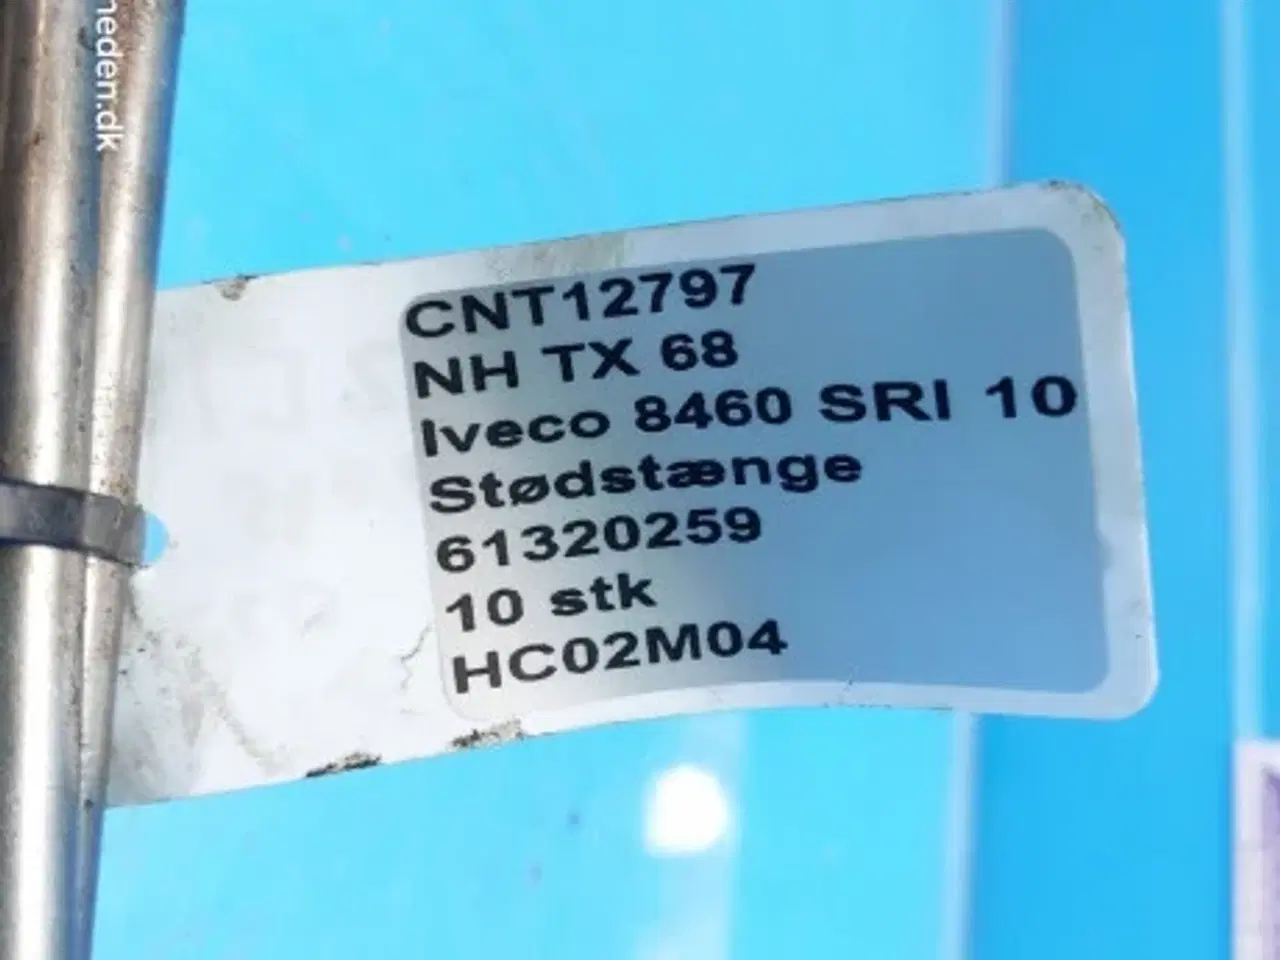 neden.dk
CNT12797
NH TX 68
Iveco 8460 SRI 10
Stødstænge
61320259
10 stk
HC02M04